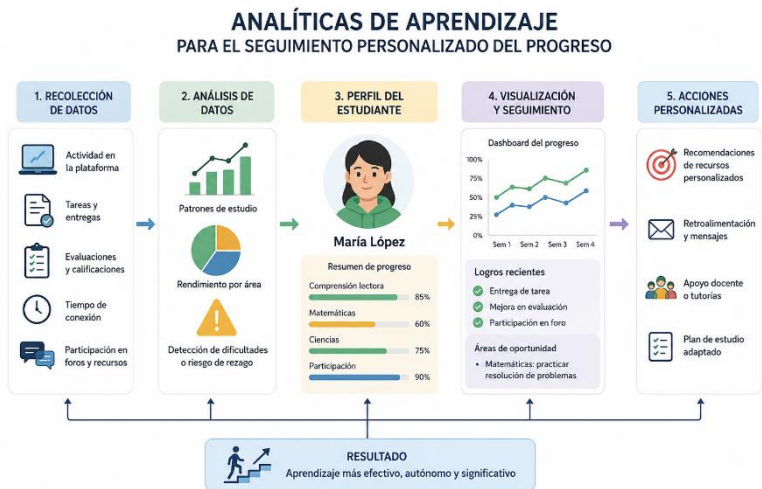 ANALÍTICAS DE APRENDIZAJE
PARA EL SEGUIMIENTO PERSONALIZADO DEL PROGRESO
1. RECOLECCIÓN
DE DATOS
Actividad en
la plataforma
Tareas y
entregas
Evaluaciones
y calificaciones
Tiempo de
conexión
Participación en
foros y recursos
2. ANÁLISIS DE
DATOS
Patrones de estudio
Rendimiento por área
Detección de dificultades
o riesgo de rezago
3. PERFIL DEL
ESTUDIANTE
María López
Resumen de progreso
Comprensión lectora
85%
Matemáticas
60%
Ciencias
75%
Participación
90%
4. VISUALIZACIÓN
Y SEGUIMIENTO
Dashboard del progreso
100%
75%
50%
25%
0%
Sem 1 Sem 2 Sem 3 Sem 4
Logros recientes
Entrega de tarea
Mejora en evaluación
Participación en foro
Áreas de oportunidad
• Matemáticas: practicar
resolución de problemas
5. ACCIONES
PERSONALIZADAS
Recomendaciones
de recursos
personalizados
Retroalimentación
y mensajes
Apoyo docente
o tutorías
Plan de estudio
adaptado
RESULTADO
Aprendizaje más efectivo, autónomo y significativo